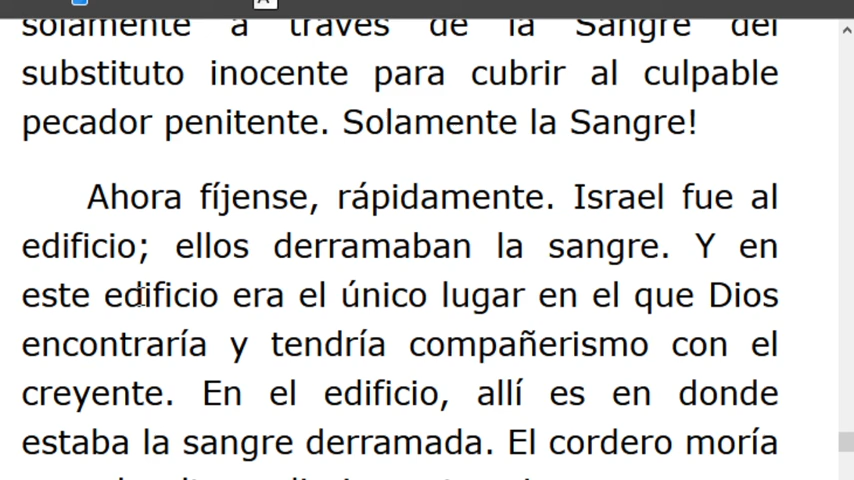 solamente a través de la Sangre del
substituto inocente para cubrir al culpable
pecador penitente. Solamente la Sangre!
Ahora fíjense, rápidamente. Israel fue al
edificio; ellos derramaban la sangre. Y en
este edificio era el único lugar en el que Dios
encontraría y tendría compañerismo con el
creyente. En el edificio, allí es en donde
estaba la sangre derramada. El cordero moría